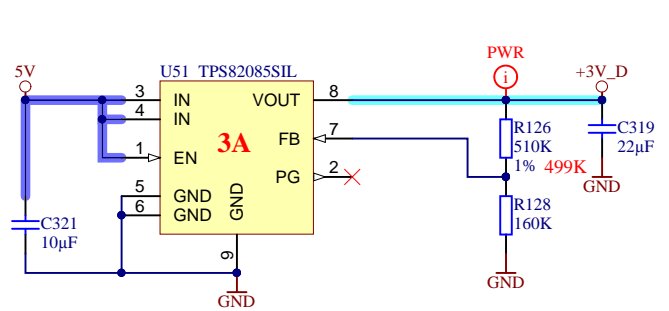 PWR
5V
U51 TPS82085SIL
i
+3V_D
3
IN
VOUT
8
4
IN
3A
FB
7
R126
510K
1%
499K
C319
22µF
GND
1
EN
PG
2
5
GND
6
GND
GND
R128
160K
C321
10µF
9
GND
GND